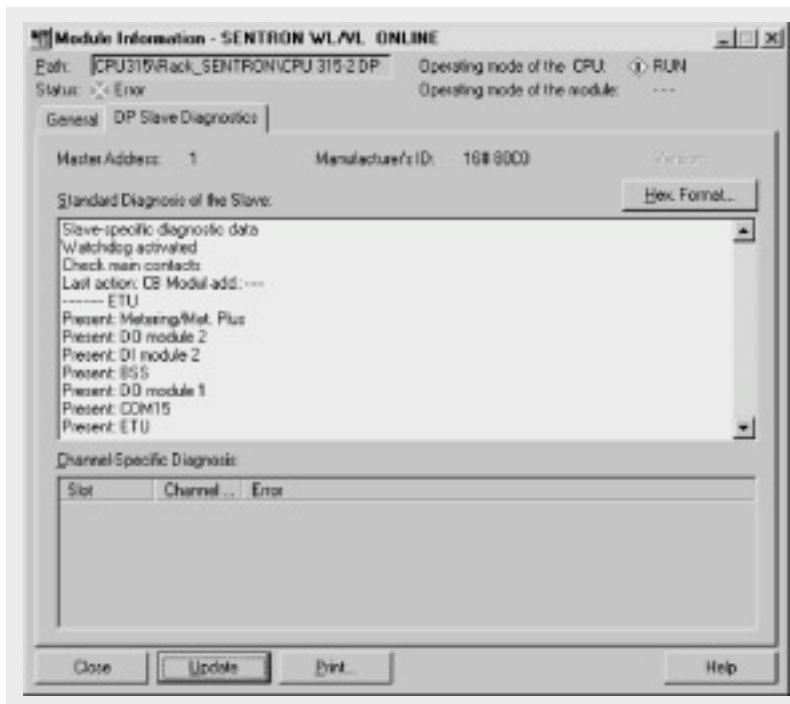 Module Information - SENTRON WL/VL ONLINE
Path: CPU315\Rack_SENTRON\CPU 315-2 DP Operating mode of the CPU: RUN
Status: Error Operating mode of the module: ---
General DP Slave Diagnostics
Master Address: 1 Manufacturer's ID: 16# 80C0 Version:
Standard Diagnosis of the Slave: Hex. Format...
Slave-specific diagnostic data
Watchdog activated
Check main contacts
Last action: CB Modul add.:---
------- ETU
Present: Metering/Met. Plus
Present: DO module 2
Present: DI module 2
Present: BSS
Present: DO module 1
Present: COM15
Present: ETU
Channel-Specific Diagnosis:
Slot Channel ... Error
Close Update Print... Help